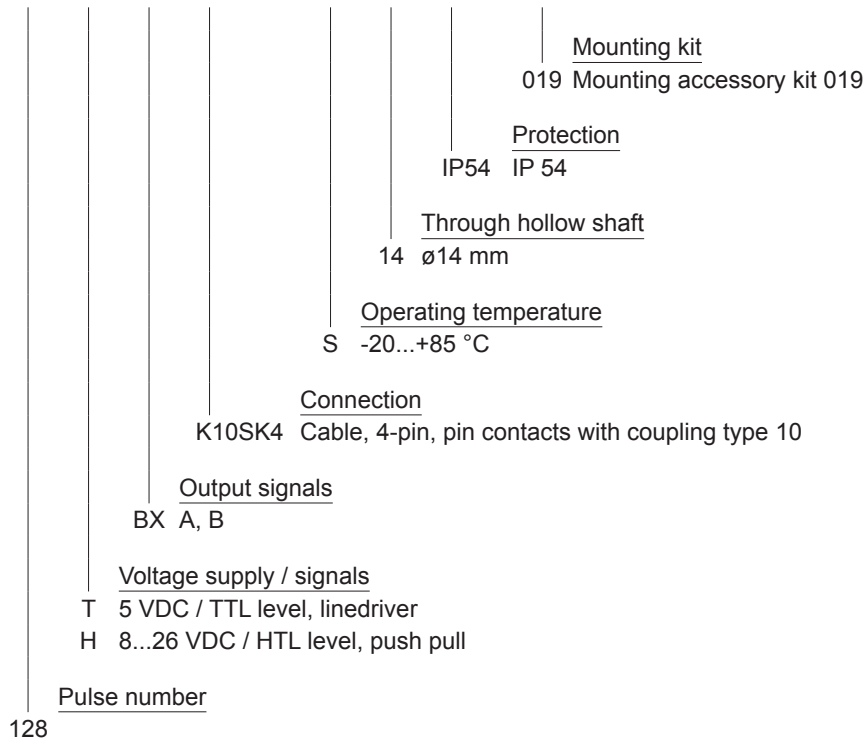 Mounting kit
019 Mounting accessory kit 019
Protection
IP54 IP 54
Through hollow shaft
14 ø14 mm
Operating temperature
S -20...+85 °C
Connection
K10SK4 Cable, 4-pin, pin contacts with coupling type 10
Output signals
BX A, B
Voltage supply / signals
T 5 VDC / TTL level, linedriver
H 8...26 VDC / HTL level, push pull
Pulse number
128